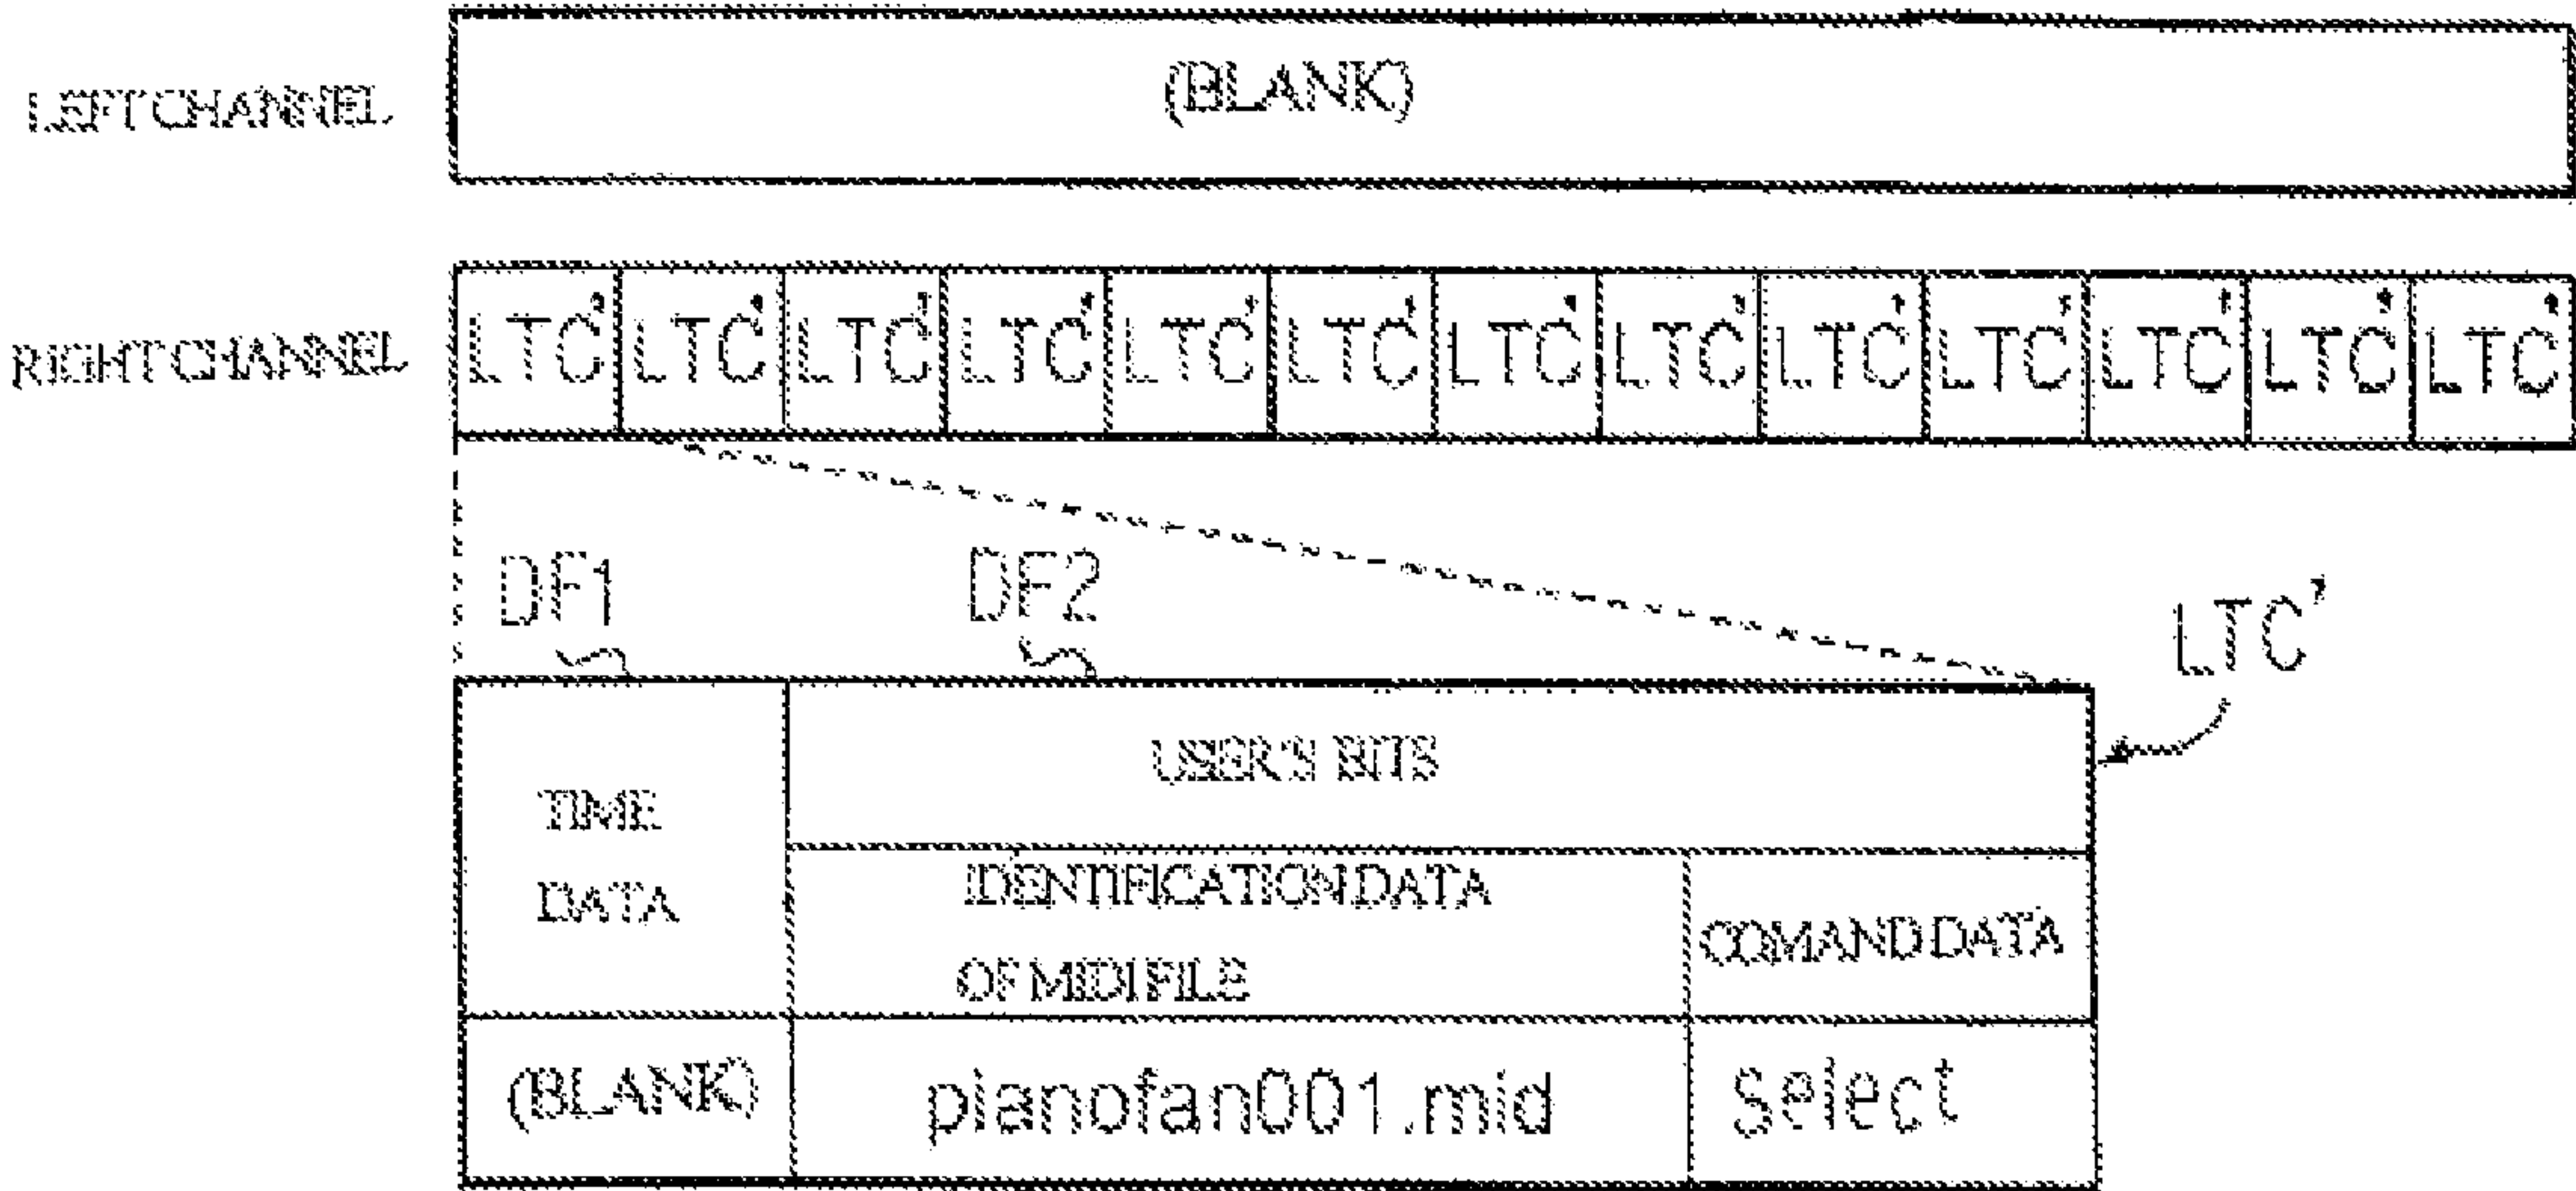 LEFT CHANNEL
(BLANK)
RIGHT CHANNEL
LTC' LTC' LTC' LTC' LTC' LTC' LTC' LTC' LTC' LTC' LTC' LTC' LTC'
DF1
DF2
LTC'
USER'S BITS
TIME
DATA
IDENTIFICATION DATA
OF MIDI FILE
COMAND DATA
(BLANK)
pianofan001.mid
select